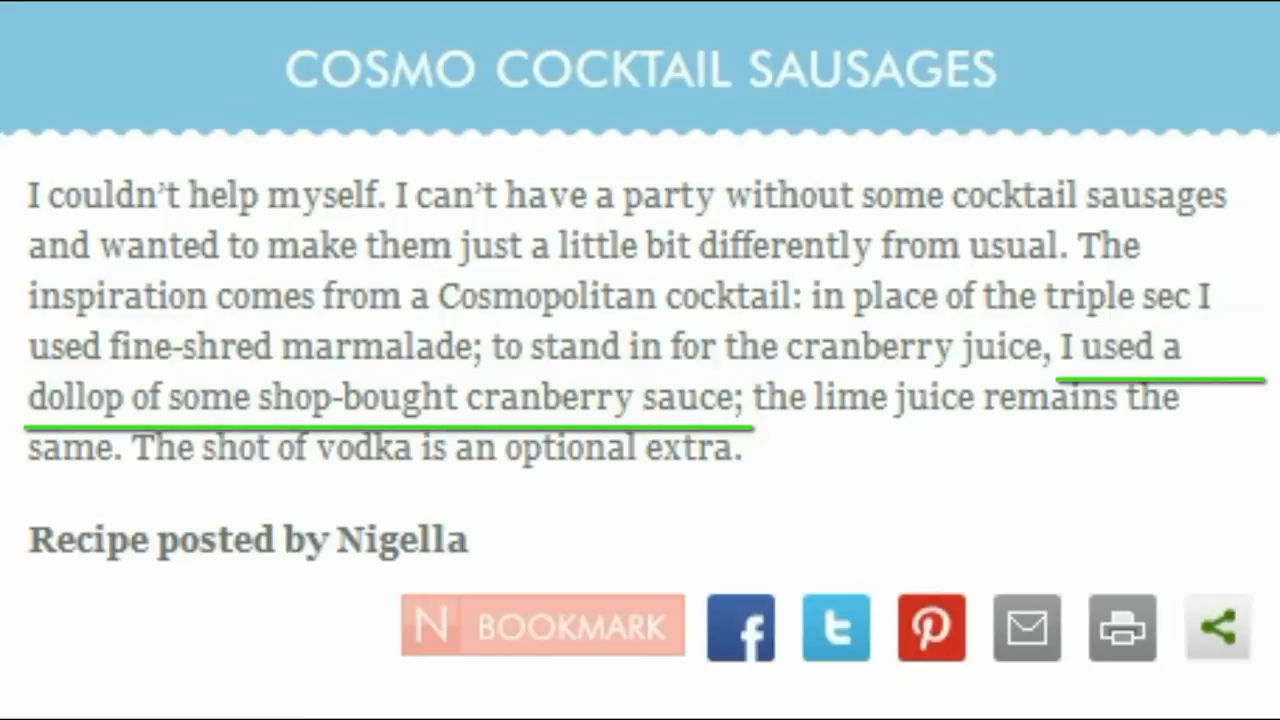 COSMO COCKTAIL SAUSAGES
I couldn’t help myself. I can’t have a party without some cocktail sausages
and wanted to make them just a little bit differently from usual. The
inspiration comes from a Cosmopolitan cocktail: in place of the triple sec I
used fine-shred marmalade; to stand in for the cranberry juice, I used a
dollop of some shop-bought cranberry sauce; the lime juice remains the
same. The shot of vodka is an optional extra.
Recipe posted by Nigella
N BOOKMARK